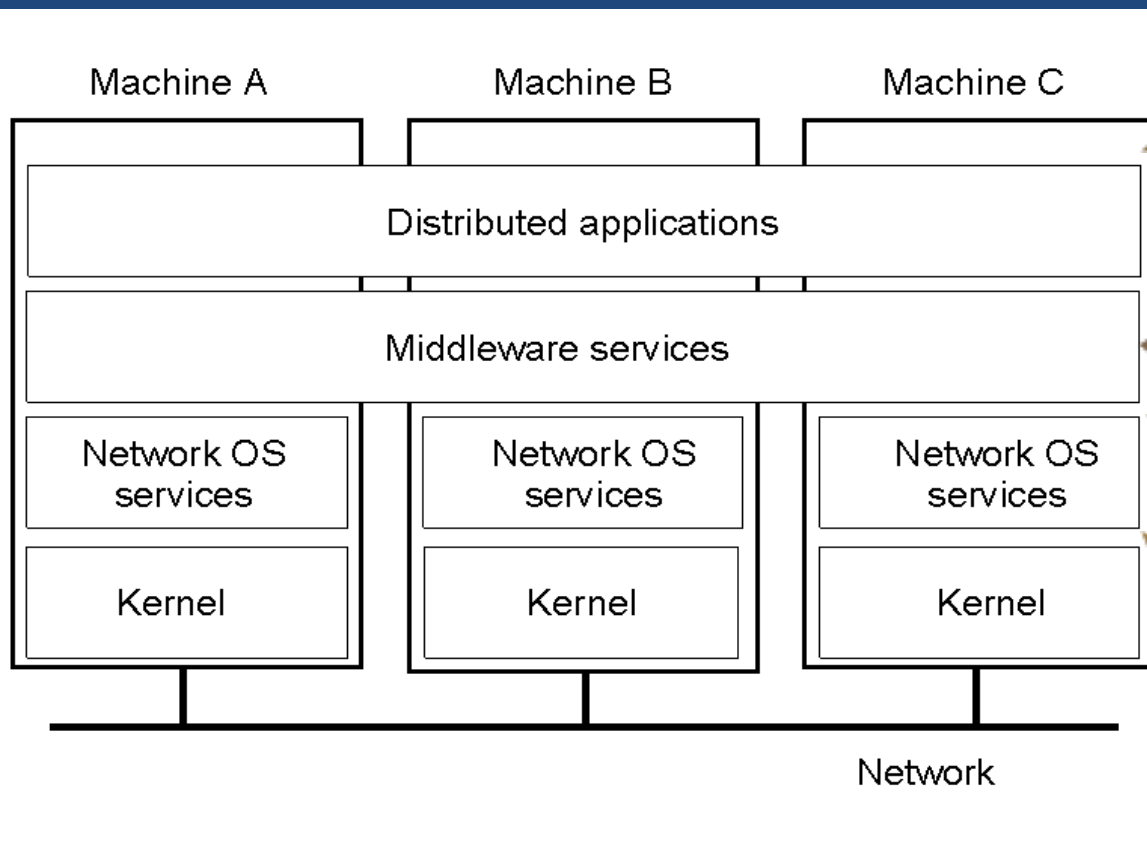 Machine A
Machine B
Machine C
Distributed applications
Middleware services
Network OS
services
Network OS
services
Network OS
services
Kernel
Kernel
Kernel
Network